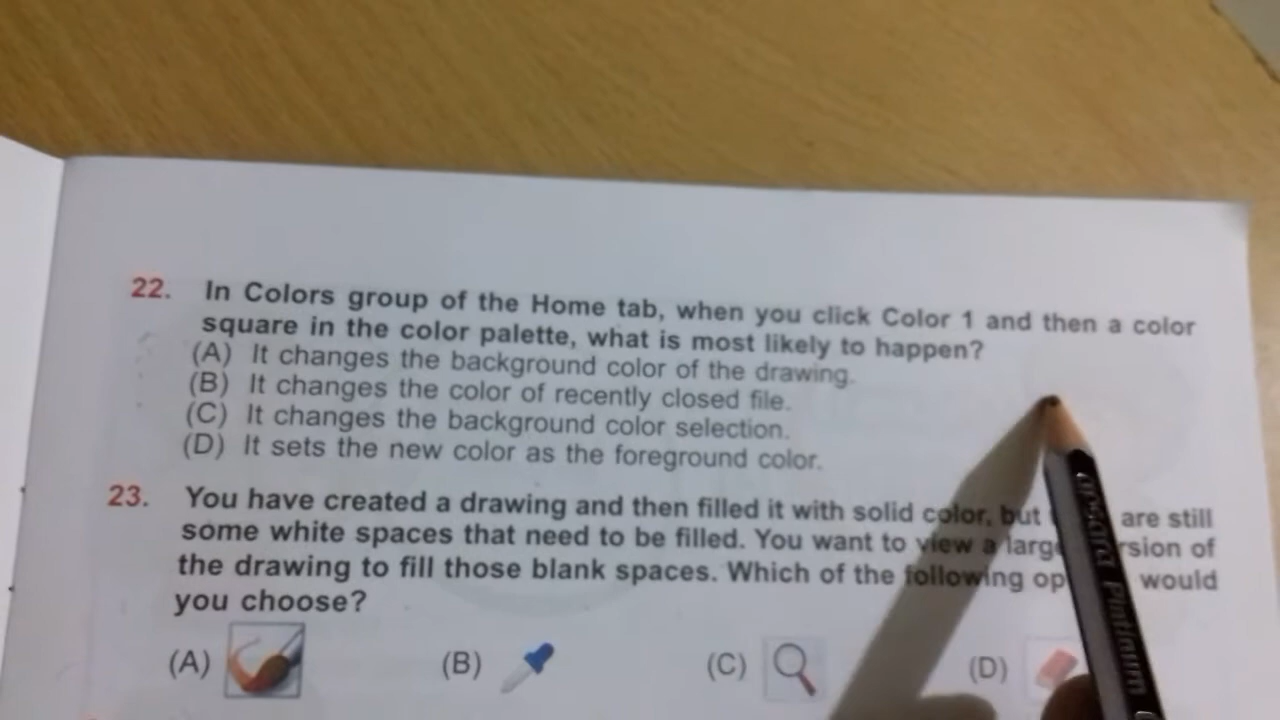 22. In Colors group of the Home tab, when you click Color 1 and then a color
square in the color palette, what is most likely to happen?
(A) It changes the background color of the drawing.
(B) It changes the color of recently closed file.
(C) It changes the background color selection.
(D) It sets the new color as the foreground color.
23. You have created a drawing and then filled it with solid color, but are still
some white spaces that need to be filled. You want to view a of
the drawing to fill those blank spaces. Which of the following would
you choose?
(A) (B) (C) (D)
Platinum